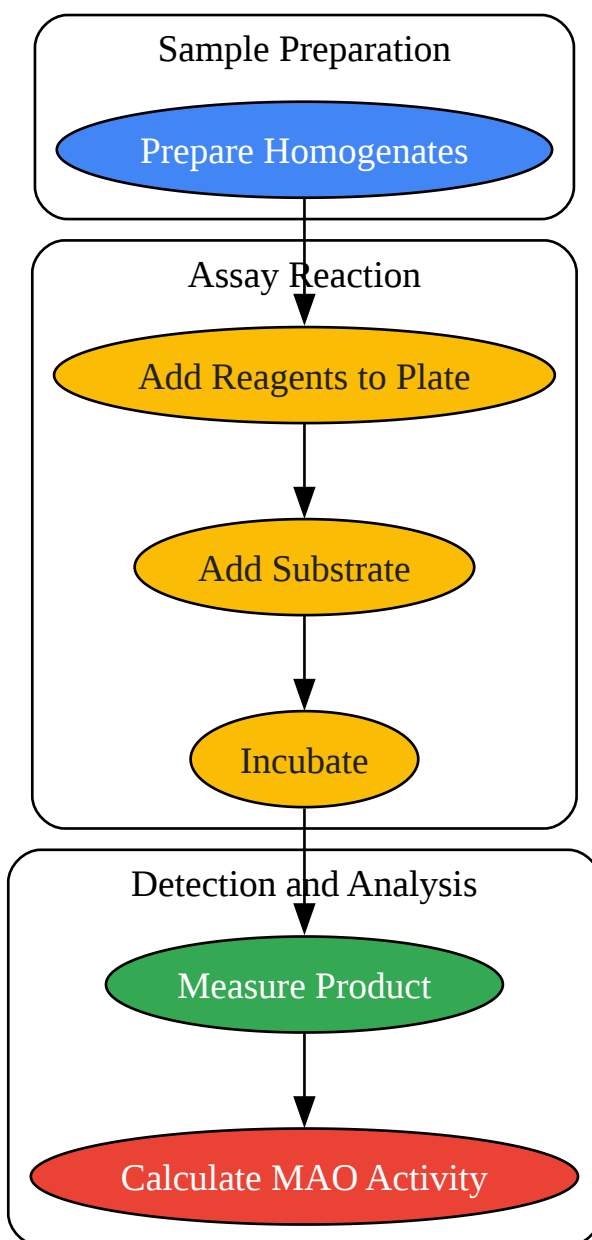 Sample Preparation
Prepare Homogenates
Assay Reaction
Add Reagents to Plate
Add Substrate
Incubate
Detection and Analysis
Measure Product
Calculate MAO Activity